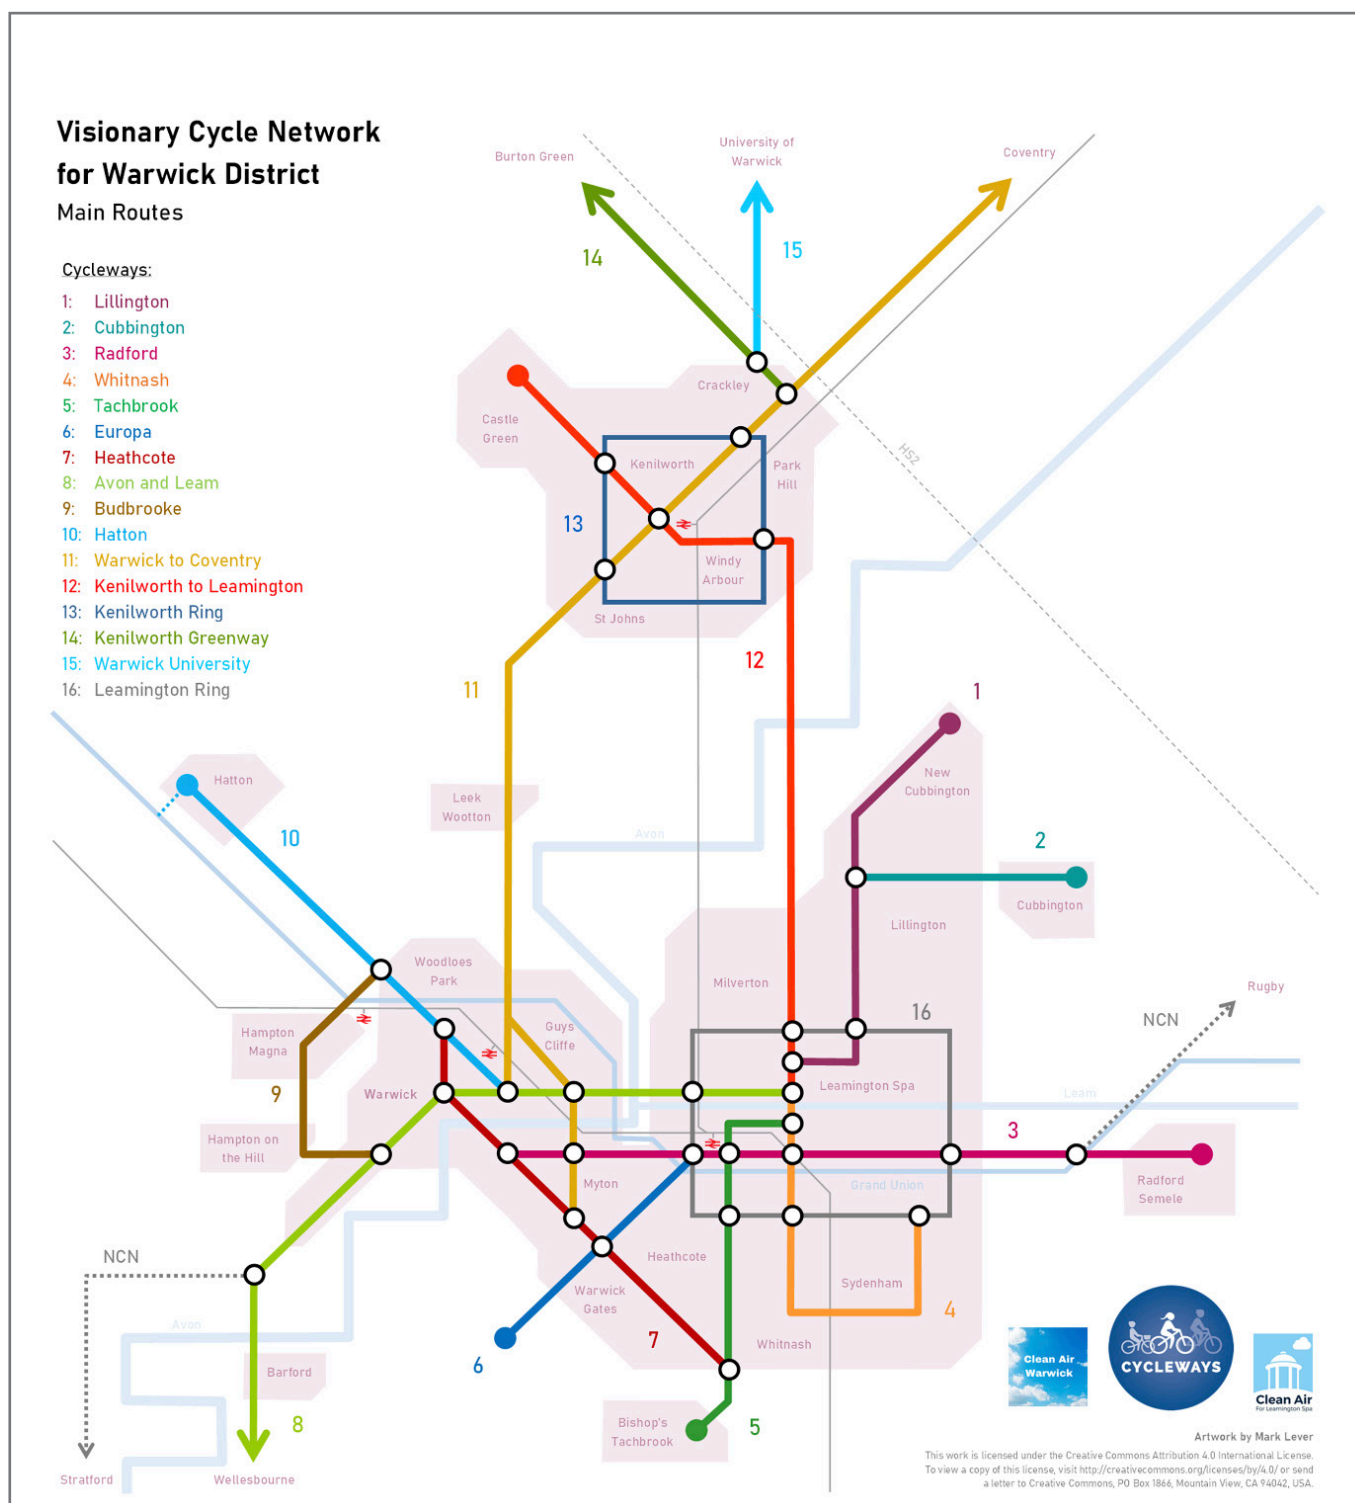 Visionary Cycle Network
for Warwick District
Main Routes
Cycleways:
1: Lillington
2: Cubbington
3: Radford
4: Whitnash
5: Tachbrook
6: Europa
7: Heathcote
8: Avon and Leam
9: Budbrooke
10: Hatton
11: Warwick to Coventry
12: Kenilworth to Leamington
13: Kenilworth Ring
14: Kenilworth Greenway
15: Warwick University
16: Leamington Ring
Burton Green
University of
Warwick
Coventry
14
15
Crackley
Castle
Green
Kenilworth
Park
Hill
HS2
13
Windy
Arbour
St Johns
12
11
1
Leek
Wootton
New
Cubbington
Hatton
10
Avon
2
Cubbington
Lillington
Woodloes
Park
Milverton
Rugby
NCN
16
Hampton
Magna
Guys
Cliffe
9
Warwick
Leamington Spa
Leam
3
Hampton on
the Hill
Myton
Grand Union
Radford
Semele
NCN
Heathcote
Warwick
Gates
Sydenham
4
Avon
7
Whitnash
6
Barford
8
Bishop's
Tachbrook
5
Stratford
Wellesbourne
Clean Air
Warwick
CYCLEWAYS
Clean Air
For Leamington Spa
Artwork by Mark Lever
This work is licensed under the Creative Commons Attribution 4.0 International License.
To view a copy of this license, visit http://creativecommons.org/licenses/by/4.0/ or send
a letter to Creative Commons, PO Box 1866, Mountain View, CA 94042, USA.